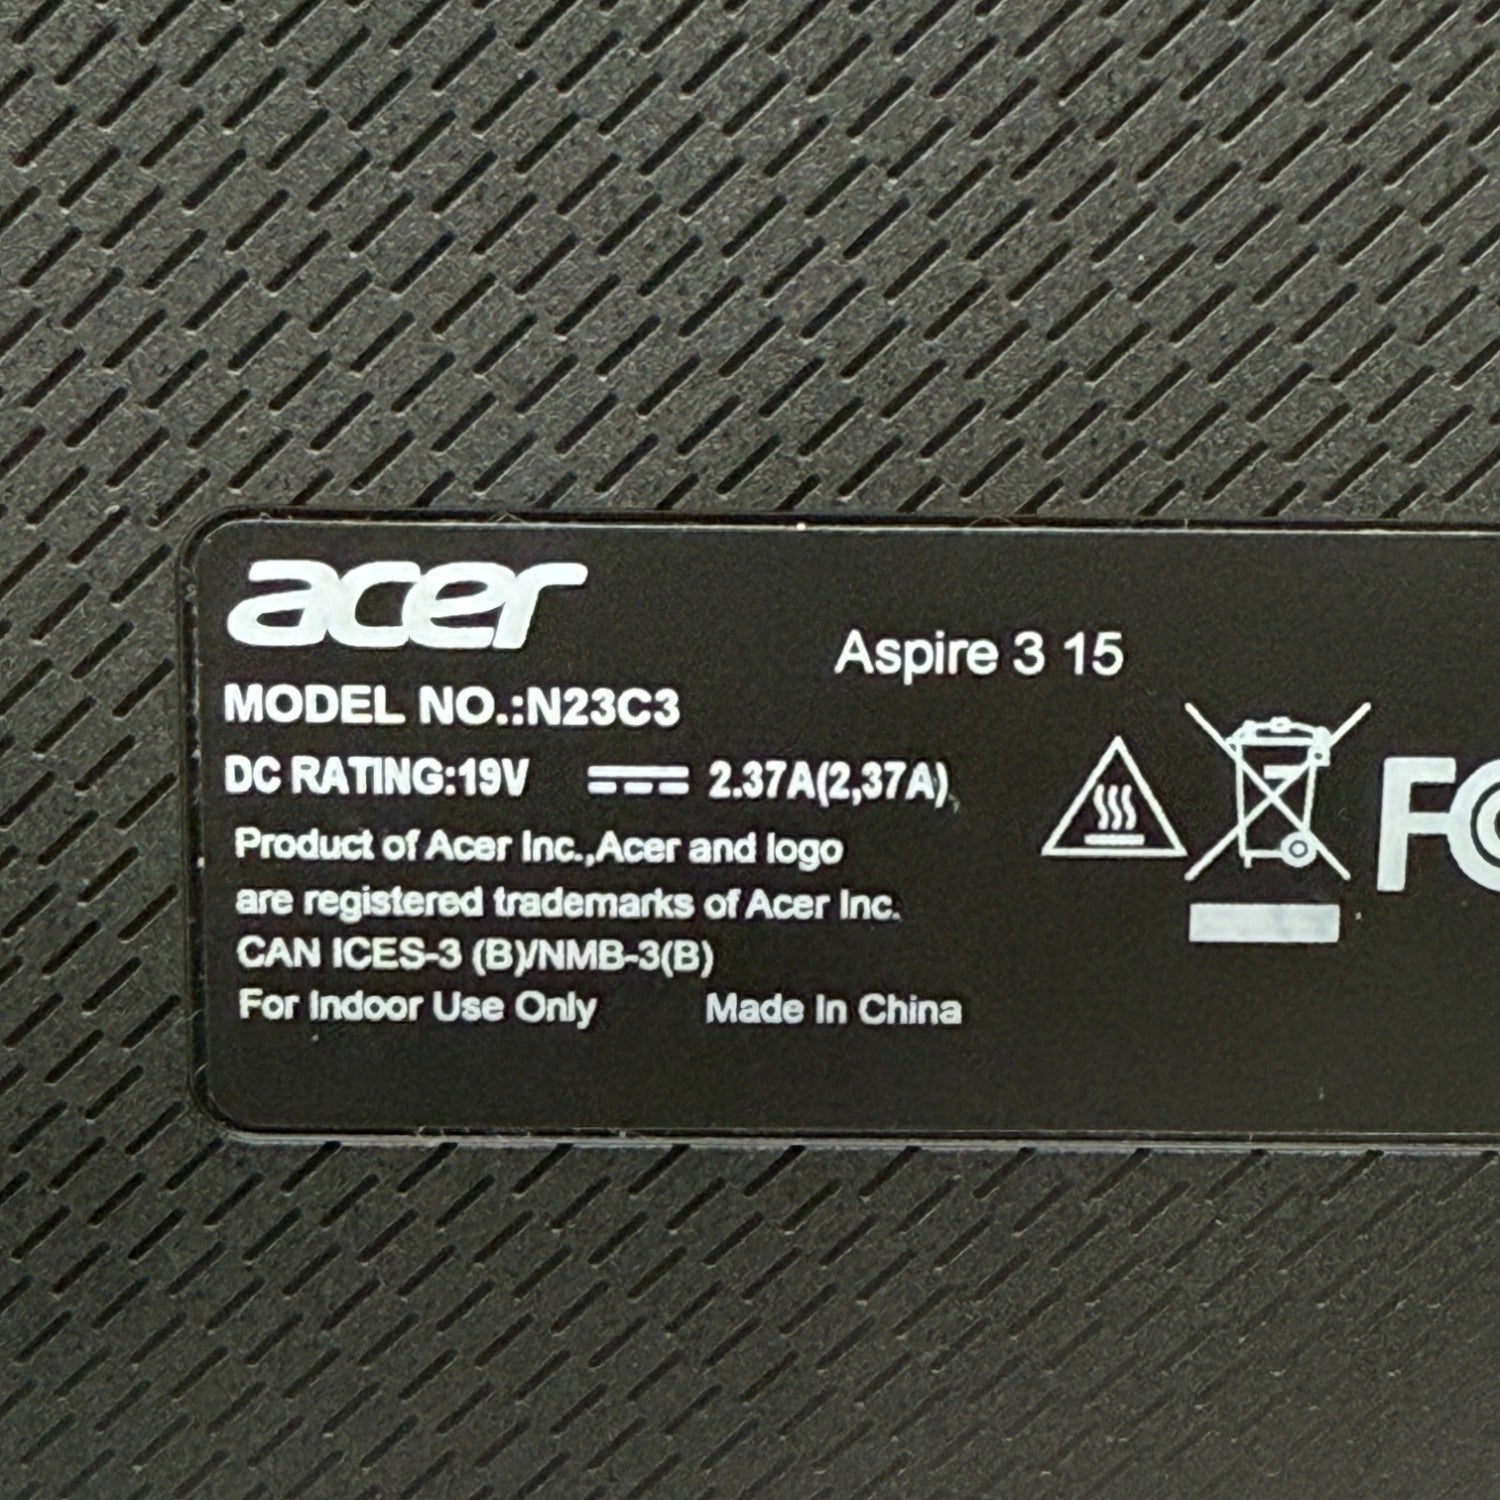 acer
Aspire 3 15
MODEL NO.:N23C3
DC RATING:19V 2.37A(2,37A)
Product of Acer Inc.,Acer and logo
are registered trademarks of Acer Inc.
CAN ICES-3 (B)/NMB-3(B)
For Indoor Use Only Made In China
FC